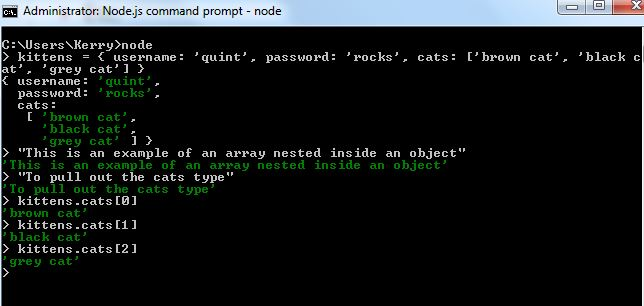 Administrator: Node.js command prompt - node
C:\Users\Kerry>node
> kittens = { username: 'quint', password: 'rocks', cats: ['brown cat', 'black c
at', 'grey cat'] }
{ username: 'quint',
password: 'rocks',
cats:
[ 'brown cat',
'black cat',
'grey cat' ] }
> "This is an example of an array nested inside an object"
'This is an example of an array nested inside an object'
> "To pull out the cats type"
'To pull out the cats type'
> kittens.cats[0]
'brown cat'
> kittens.cats[1]
'black cat'
> kittens.cats[2]
'grey cat'
>